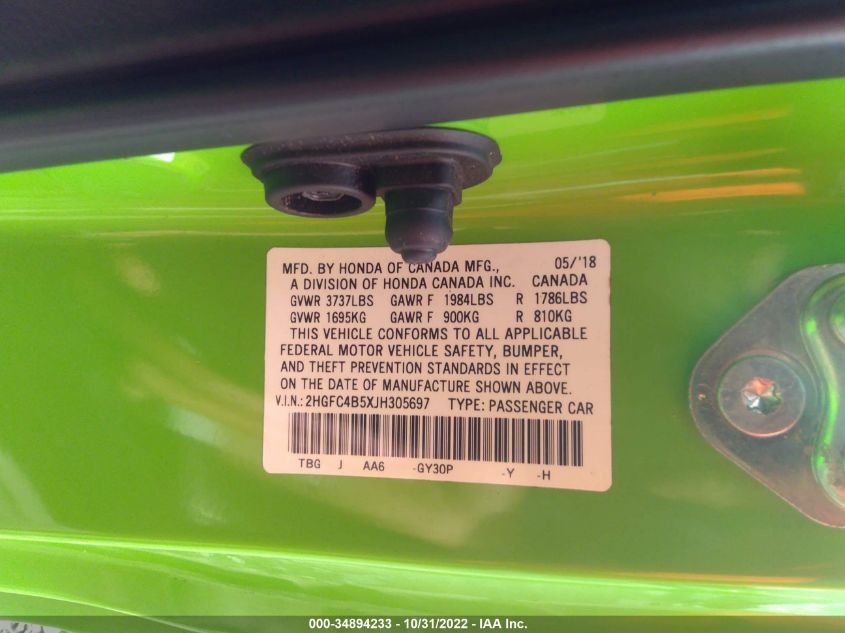 MFD. BY HONDA OF CANADA MFG., 05/'18
A DIVISION OF HONDA CANADA INC. CANADA
GVWR 3737LBS GAWR F 1984LBS R 1786LBS
GVWR 1695KG GAWR F 900KG R 810KG
THIS VEHICLE CONFORMS TO ALL APPLICABLE
FEDERAL MOTOR VEHICLE SAFETY, BUMPER,
AND THEFT PREVENTION STANDARDS IN EFFECT
ON THE DATE OF MANUFACTURE SHOWN ABOVE.
V.I.N.: 2HGFC4B5XJH305697 TYPE: PASSENGER CAR
TBG J AA6 -GY30P -Y -H
000-34894233 - 10/31/2022 - IAA Inc.